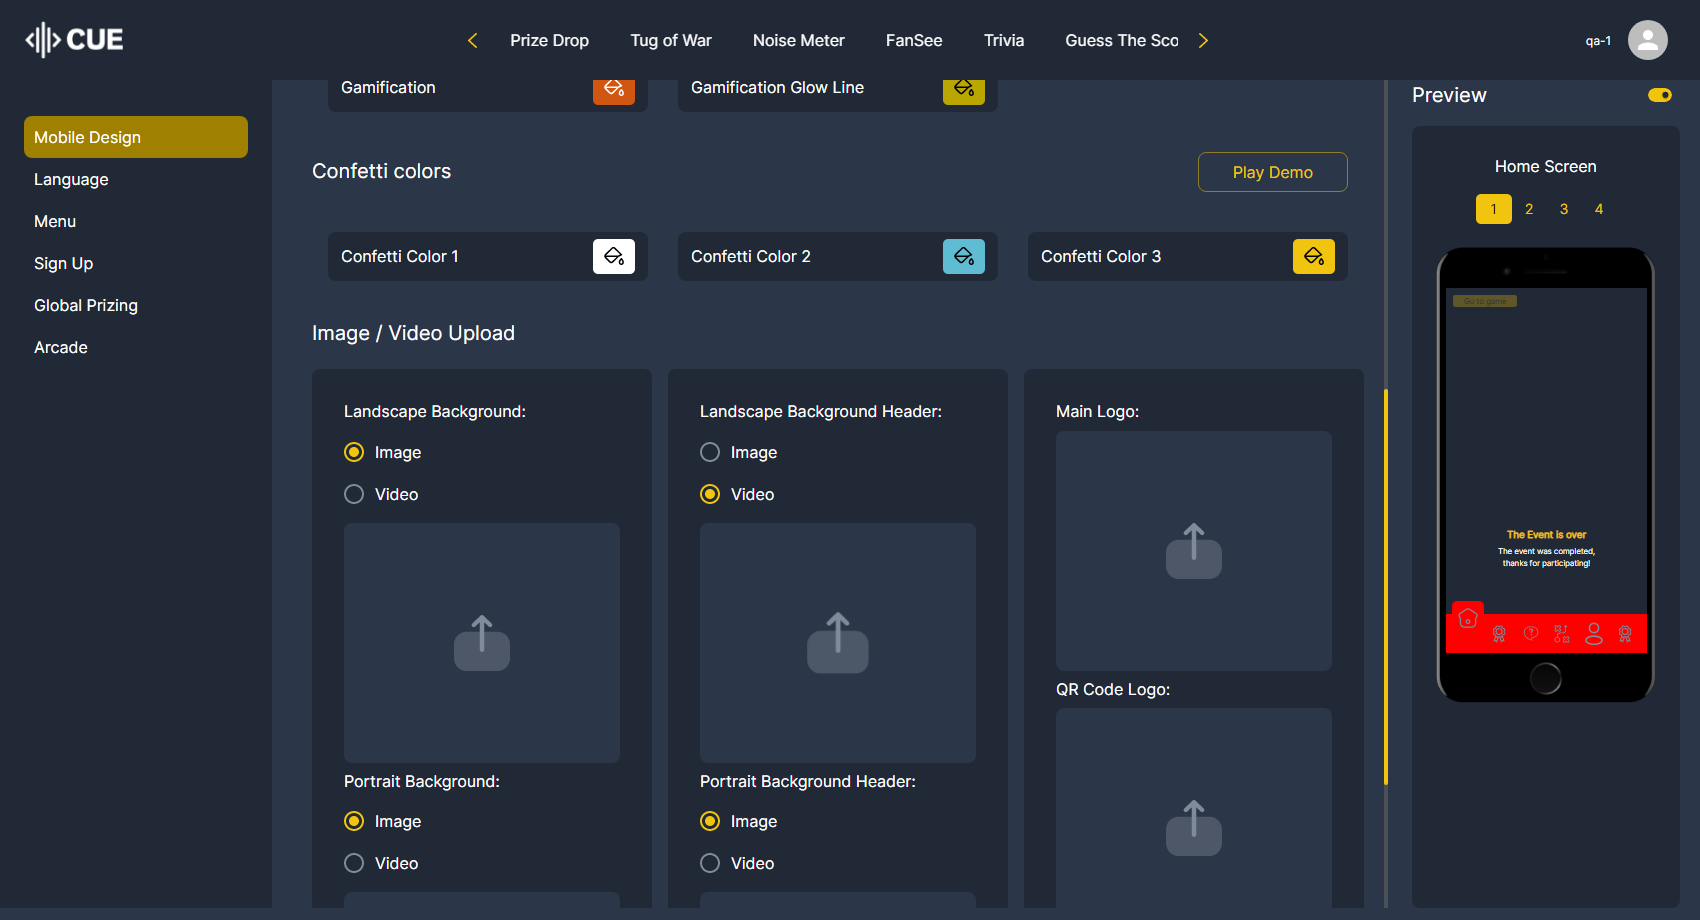 CUE
Prize Drop
Tug of War
Noise Meter
FanSee
Trivia
Guess The Sco
qa-1
Mobile Design
Language
Menu
Sign Up
Global Prizing
Arcade
Gamification
Gamification Glow Line
Confetti colors
Play Demo
Confetti Color 1
Confetti Color 2
Confetti Color 3
Image / Video Upload
Landscape Background:
Image
Video
Portrait Background:
Image
Video
Landscape Background Header:
Image
Video
Portrait Background Header:
Image
Video
Main Logo:
QR Code Logo:
Preview
Home Screen
1 2 3 4
Go to game
The Event is over
The event was completed,
thanks for participating!